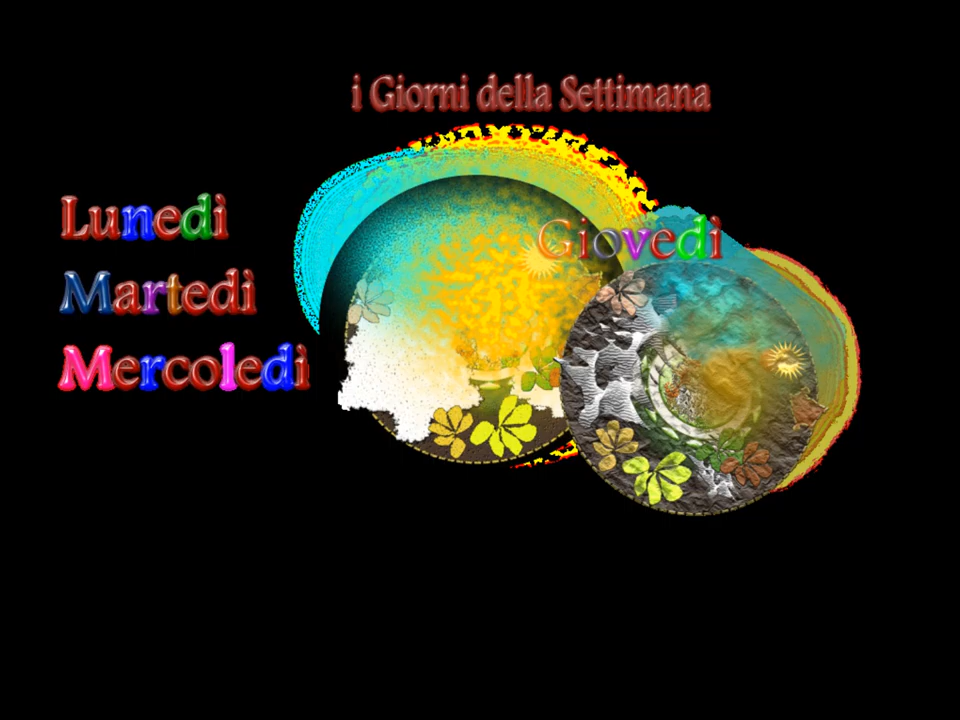 i Giorni della Settimana
Lunedì
Giovedì
Martedì
Mercoledì